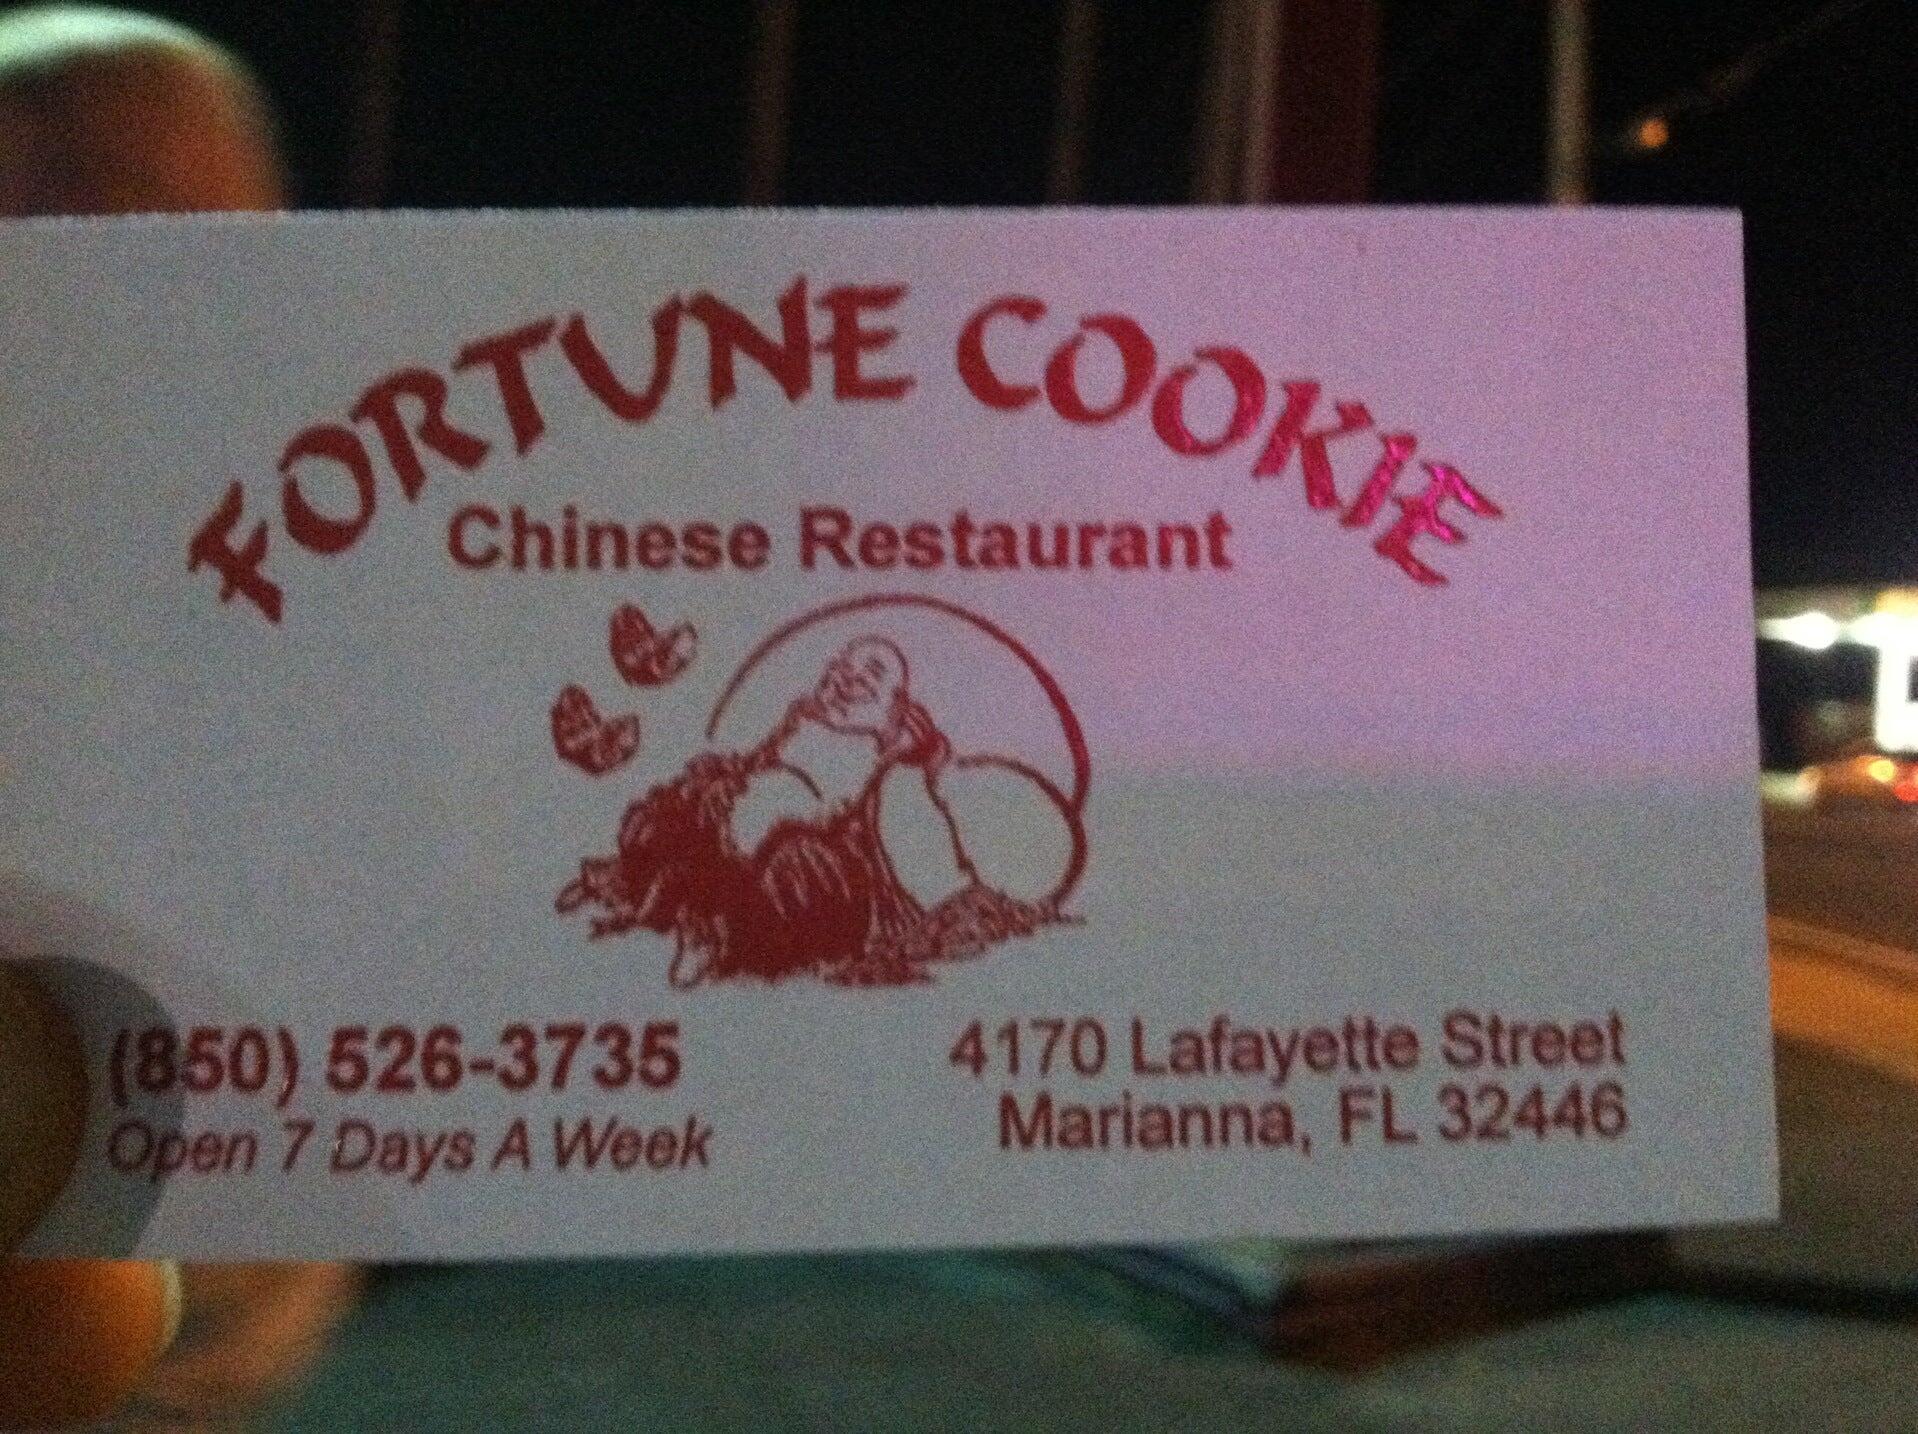 FORTUNE COOKIE
Chinese Restaurant
(850) 526-3735
Open 7 Days A Week
4170 Lafayette Street
Marianna, FL 32446